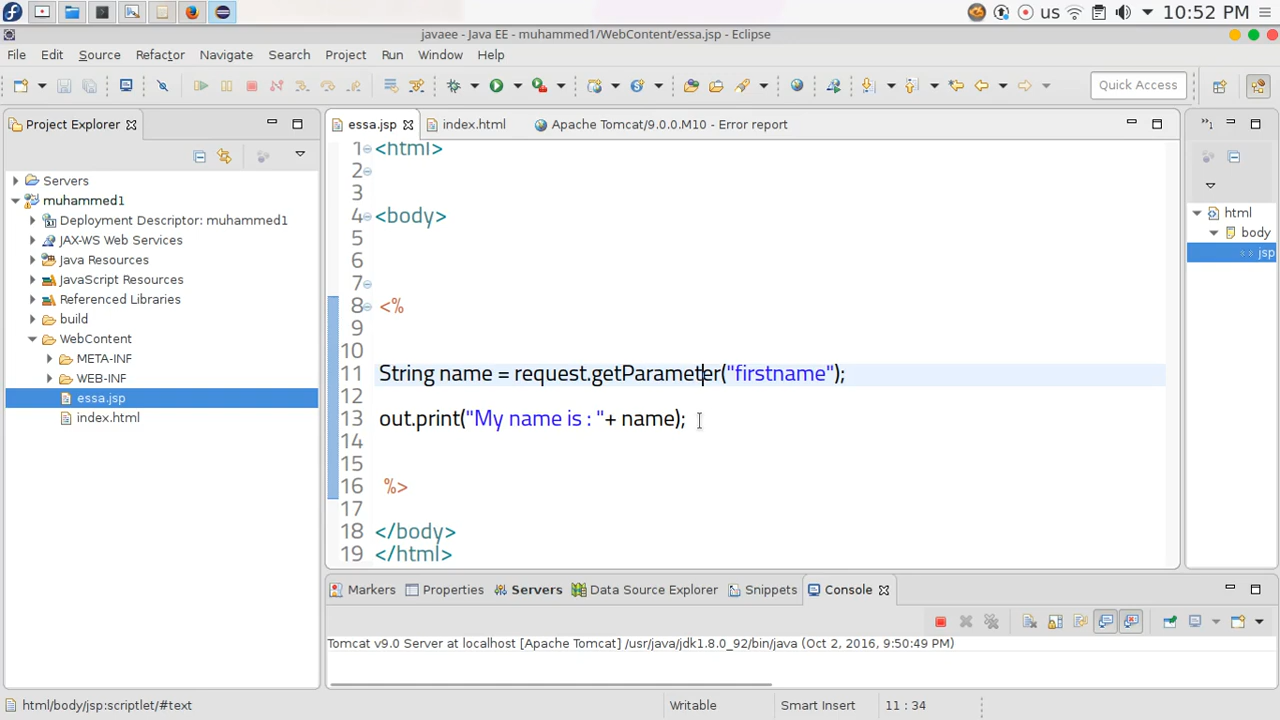 us
10:52 PM
javaee - Java EE - muhammed1/WebContent/essa.jsp - Eclipse
File Edit Source Refactor Navigate Search Project Run Window Help
Quick Access
Project Explorer
essa.jsp
index.html
Apache Tomcat/9.0.0.M10 - Error report
»1
Servers
muhammed1
Deployment Descriptor: muhammed1
JAX-WS Web Services
Java Resources
JavaScript Resources
Referenced Libraries
build
WebContent
META-INF
WEB-INF
essa.jsp
index.html
1 <html>
2
3
4 <body>
5
6
7
8 <%
9
10
11 String name = request.getParameter("firstname");
12
13 out.print("My name is : "+ name);
14
15
16 %>
17
18 </body>
19 </html>
html
body
jsp
Markers Properties Servers Data Source Explorer Snippets Console
Tomcat v9.0 Server at localhost [Apache Tomcat] /usr/java/jdk1.8.0_92/bin/java (Oct 2, 2016, 9:50:49 PM)
html/body/jsp:scriptlet/#text
Writable
Smart Insert
11 : 34